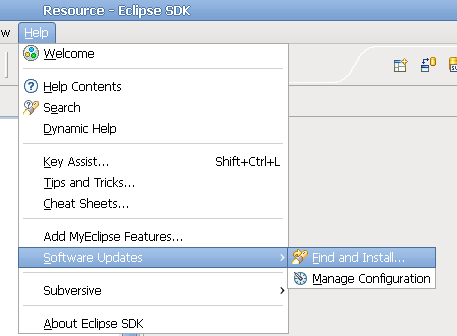 Resource - Eclipse SDK
w Help
Welcome
Help Contents
Search
Dynamic Help
Key Assist... Shift+Ctrl+L
Tips and Tricks...
Cheat Sheets...
Add MyEclipse Features...
Software Updates
Find and Install...
Manage Configuration
Subversive
About Eclipse SDK